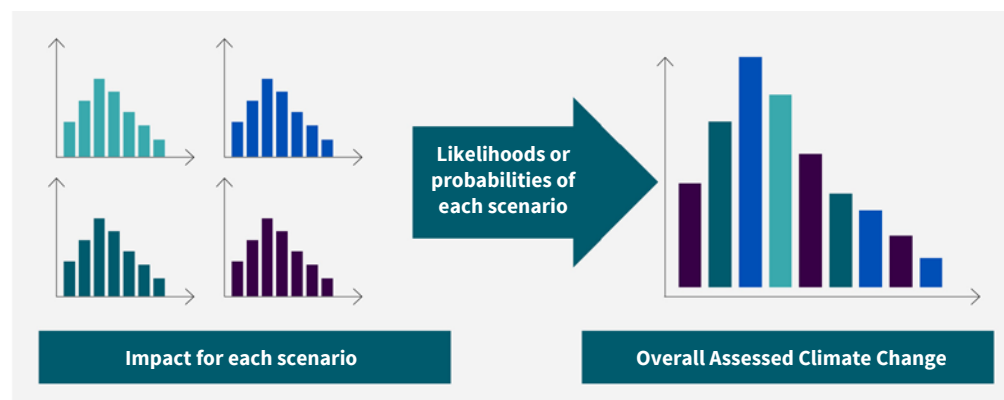 Likelihoods or
probabilities of
each scenario
Impact for each scenario
Overall Assessed Climate Change